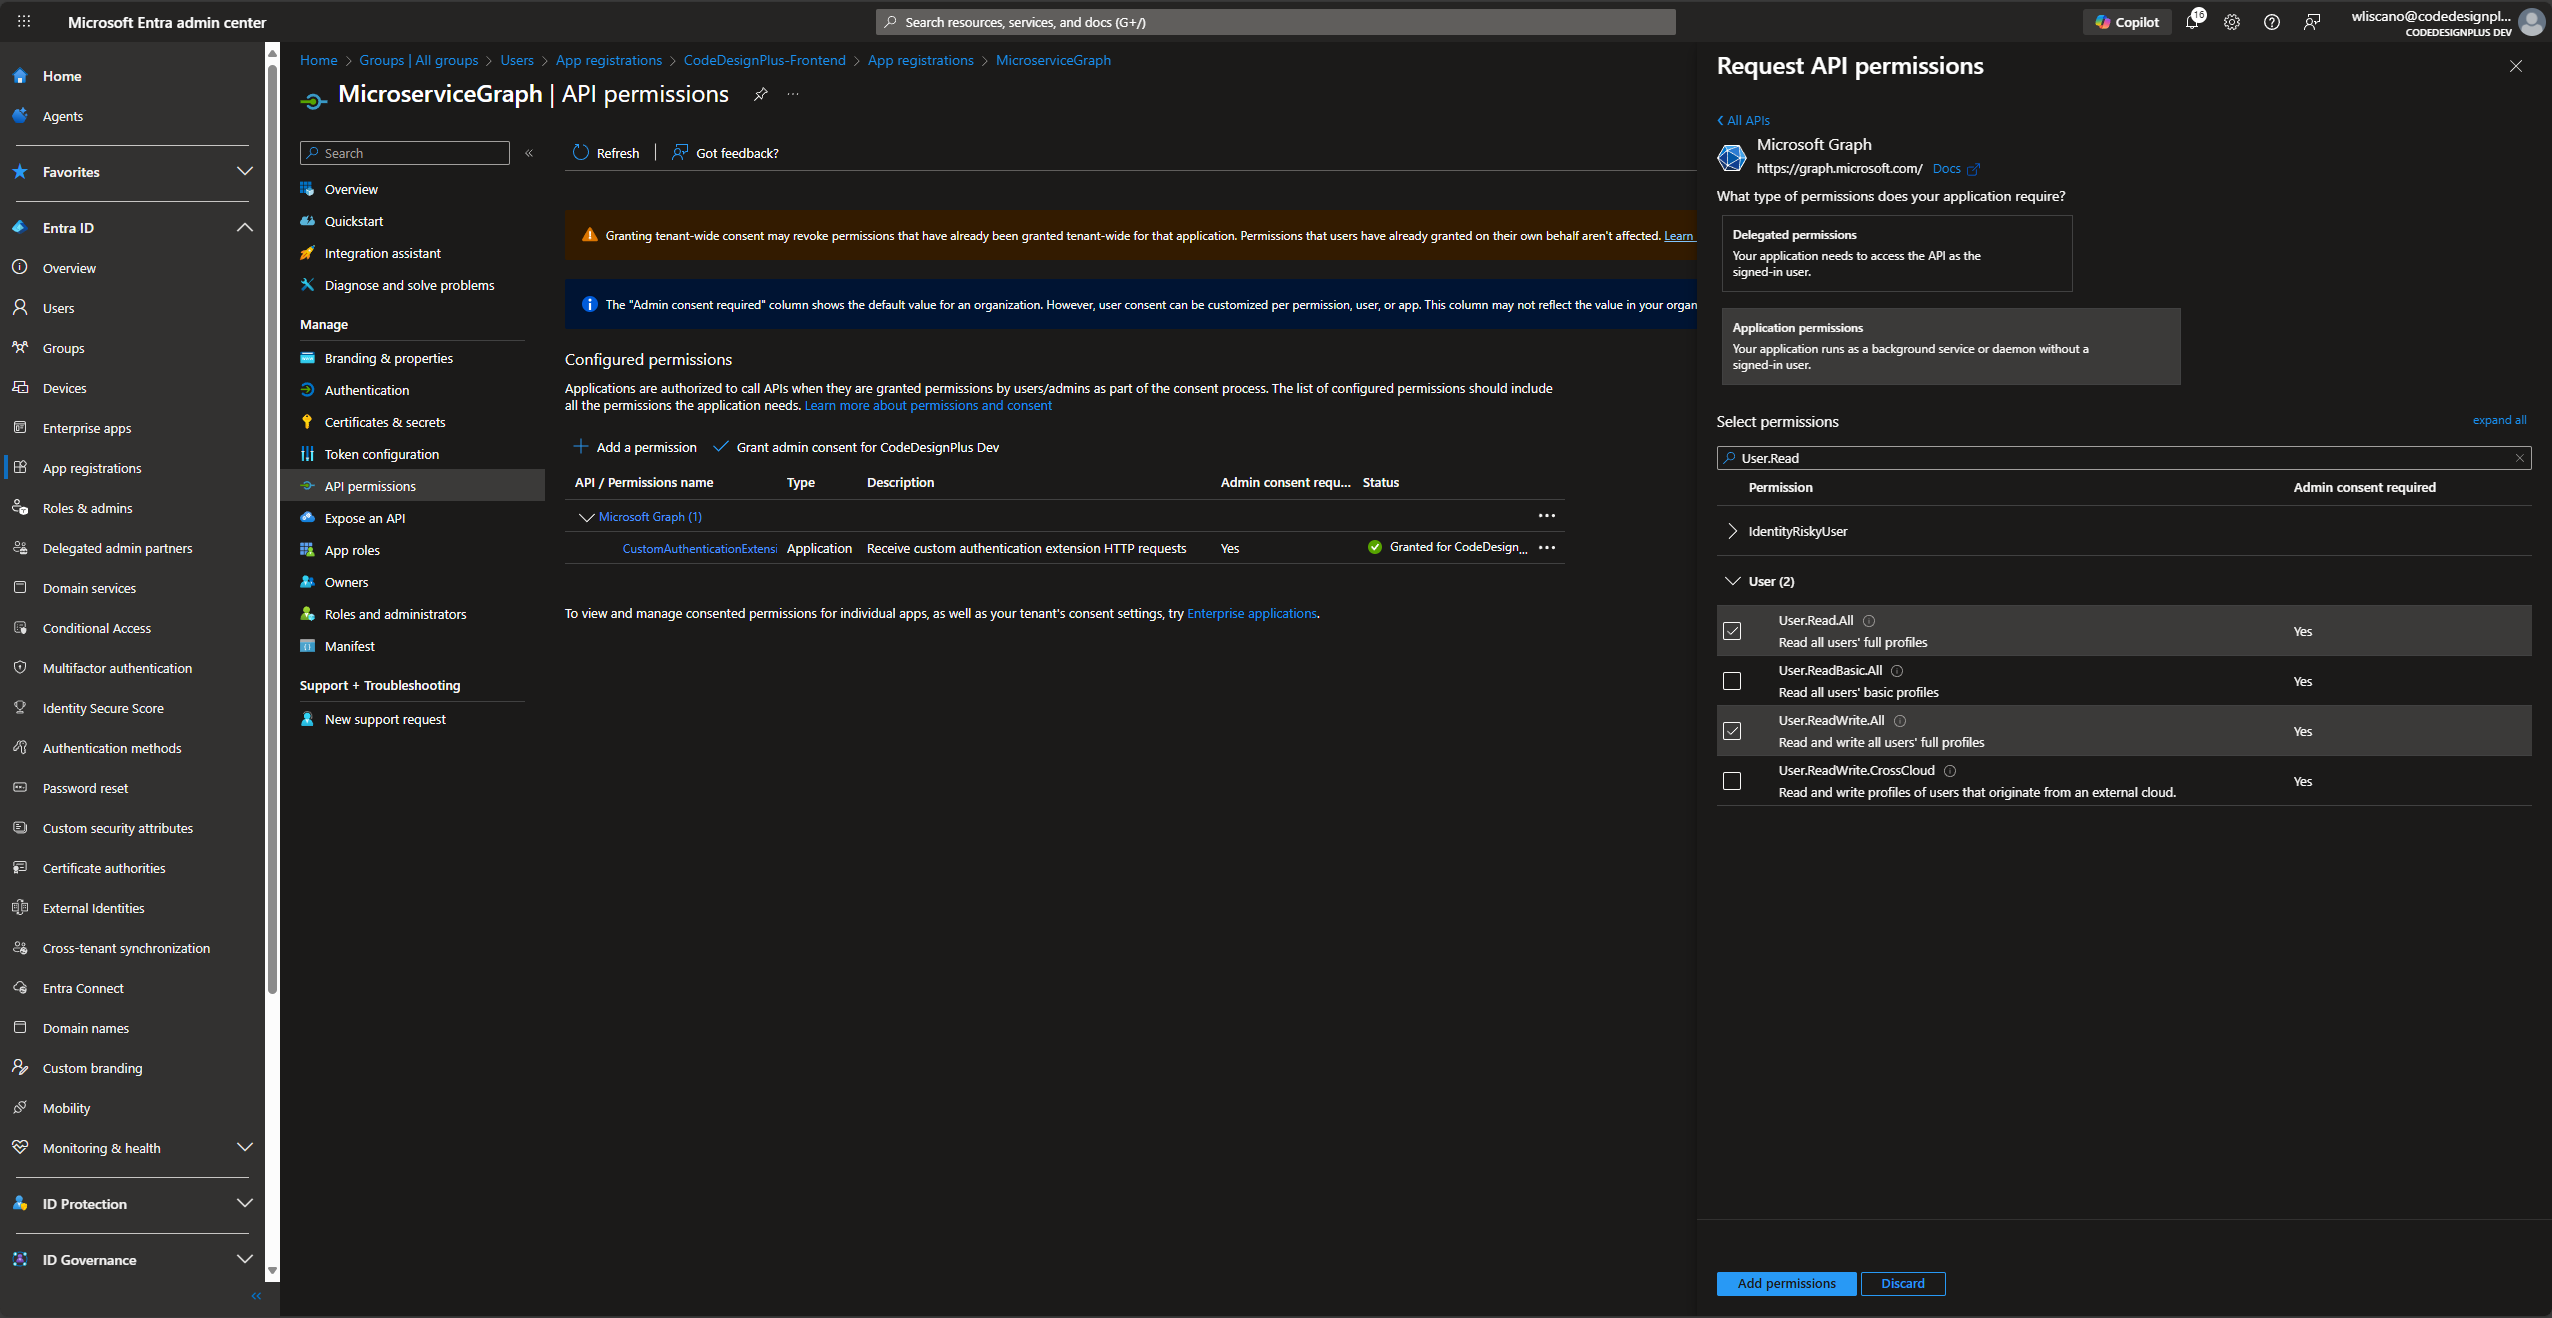 Microsoft Entra admin center
Search resources, services, and docs (G+/)
Copilot
16
wliscano@codedesignpl...
CODEDESIGNPLUS DEV
Home
Agents
Favorites
Entra ID
Overview
Users
Groups
Devices
Enterprise apps
App registrations
Roles & admins
Delegated admin partners
Domain services
Conditional Access
Multifactor authentication
Identity Secure Score
Authentication methods
Password reset
Custom security attributes
Certificate authorities
External Identities
Cross-tenant synchronization
Entra Connect
Domain names
Custom branding
Mobility
Monitoring & health
ID Protection
ID Governance
Home > Groups | All groups > Users > App registrations > CodeDesignPlus-Frontend > App registrations > MicroserviceGraph
MicroserviceGraph | API permissions
Search
Overview
Quickstart
Integration assistant
Diagnose and solve problems
Manage
Branding & properties
Authentication
Certificates & secrets
Token configuration
API permissions
Expose an API
App roles
Owners
Roles and administrators
Manifest
Support + Troubleshooting
New support request
Refresh | Got feedback?
Granting tenant-wide consent may revoke permissions that have already been granted tenant-wide for that application. Permissions that users have already granted on their own behalf aren't affected. Learn
The "Admin consent required" column shows the default value for an organization. However, user consent can be customized per permission, user, or app. This column may not reflect the value in your organ
Configured permissions
Applications are authorized to call APIs when they are granted permissions by users/admins as part of the consent process. The list of configured permissions should include
all the permissions the application needs. Learn more about permissions and consent
Add a permission Grant admin consent for CodeDesignPlus Dev
API / Permissions name Type Description Admin consent requ... Status
Microsoft Graph (1)
CustomAuthenticationExtensi Application Receive custom authentication extension HTTP requests Yes Granted for CodeDesign...
To view and manage consented permissions for individual apps, as well as your tenant's consent settings, try Enterprise applications.
Request API permissions
All APIs
Microsoft Graph
https://graph.microsoft.com/ Docs
What type of permissions does your application require?
Delegated permissions
Your application needs to access the API as the
signed-in user.
Application permissions
Your application runs as a background service or daemon without a
signed-in user.
Select permissions expand all
User.Read
Permission Admin consent required
IdentityRiskyUser
User (2)
User.Read.All
Read all users' full profiles
Yes
User.ReadBasic.All
Read all users' basic profiles
Yes
User.ReadWrite.All
Read and write all users' full profiles
Yes
User.ReadWrite.CrossCloud
Read and write profiles of users that originate from an external cloud.
Yes
Add permissions Discard